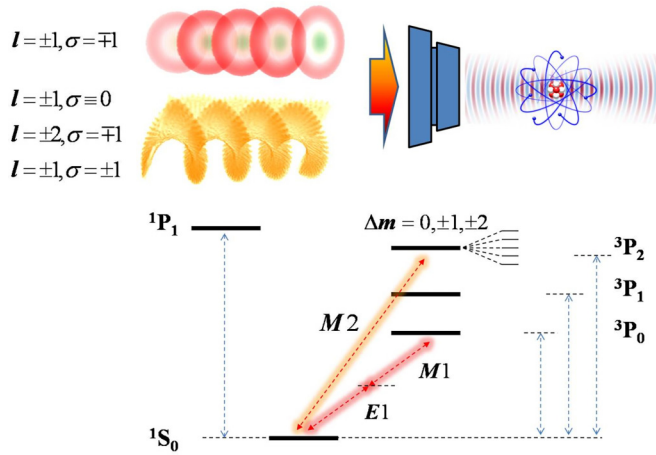 l = ±1, σ = ∓1
l = ±1, σ ≡ 0
l = ±2, σ = ∓1
l = ±1, σ = ±1
¹P₁
Δm = 0, ±1, ±2
³P₂
³P₁
³P₀
M2
M1
E1
¹S₀